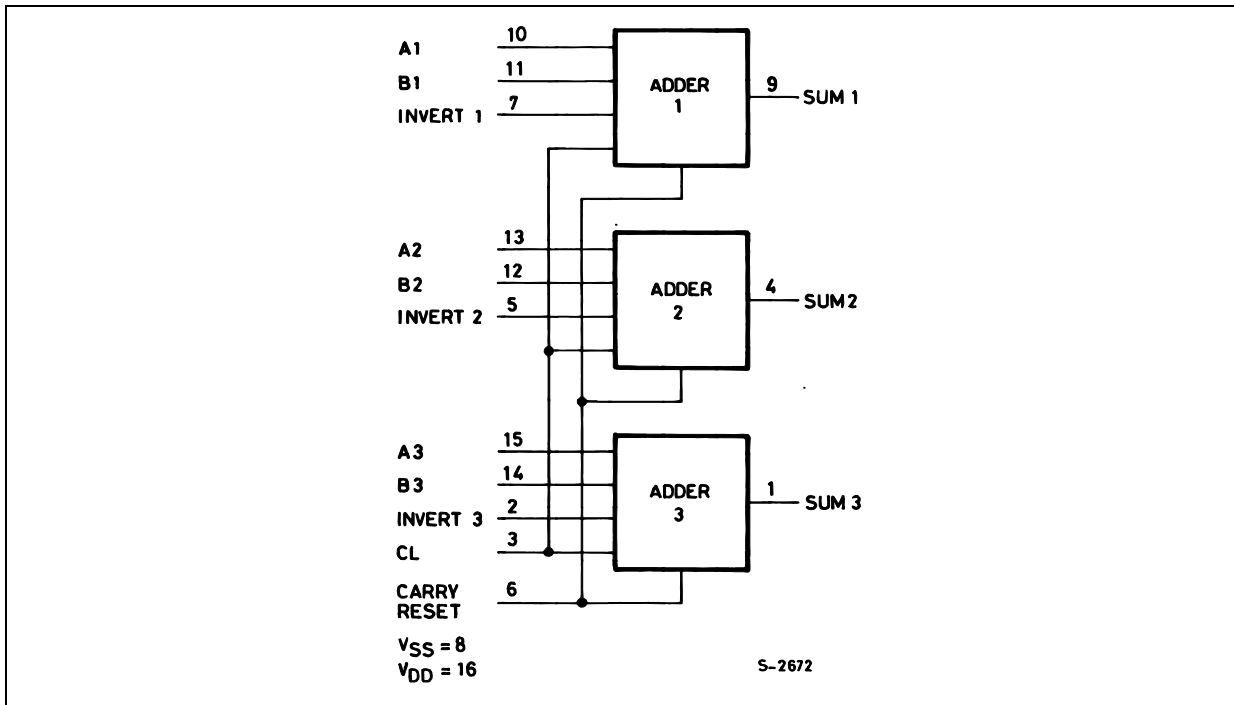 A1 10
B1 11
INVERT 1 7
ADDER
1
9 SUM 1
A2 13
B2 12
INVERT 2 5
ADDER
2
4 SUM2
A3 15
B3 14
INVERT 3 2
CL 3
ADDER
3
1 SUM 3
CARRY
RESET 6
VSS = 8
VDD = 16
S-2672